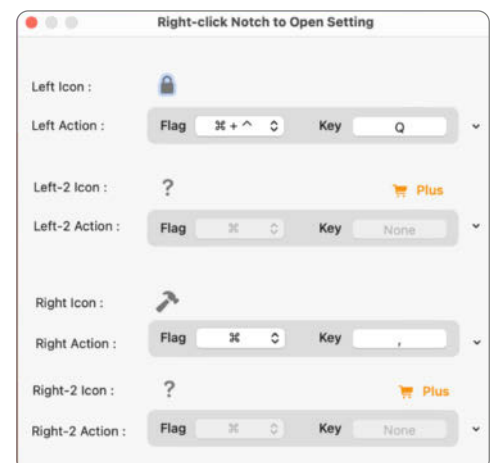 Right-click Notch to Open Setting
Left Icon :
Left Action : Flag ⌘ + ^ Key Q
Left-2 Icon : ? Plus
Left-2 Action : Flag ⌘ Key None
Right Icon :
Right Action : Flag ⌘ Key ,
Right-2 Icon : ? Plus
Right-2 Action : Flag ⌘ Key None